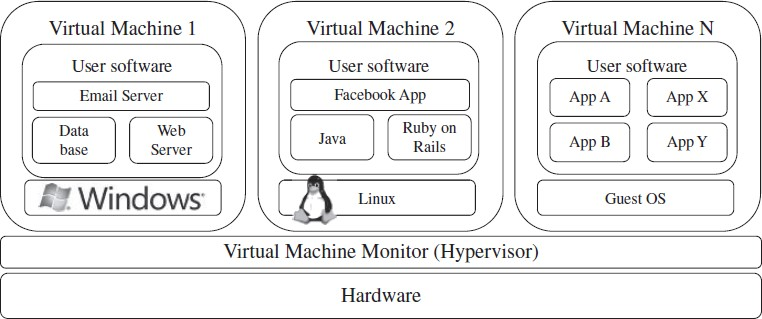 Virtual Machine 1
User software
Email Server
Data
base
Web
Server
Windows
Virtual Machine 2
User software
Facebook App
Java
Ruby on
Rails
Linux
Virtual Machine N
User software
App A
App X
App B
App Y
Guest OS
Virtual Machine Monitor (Hypervisor)
Hardware